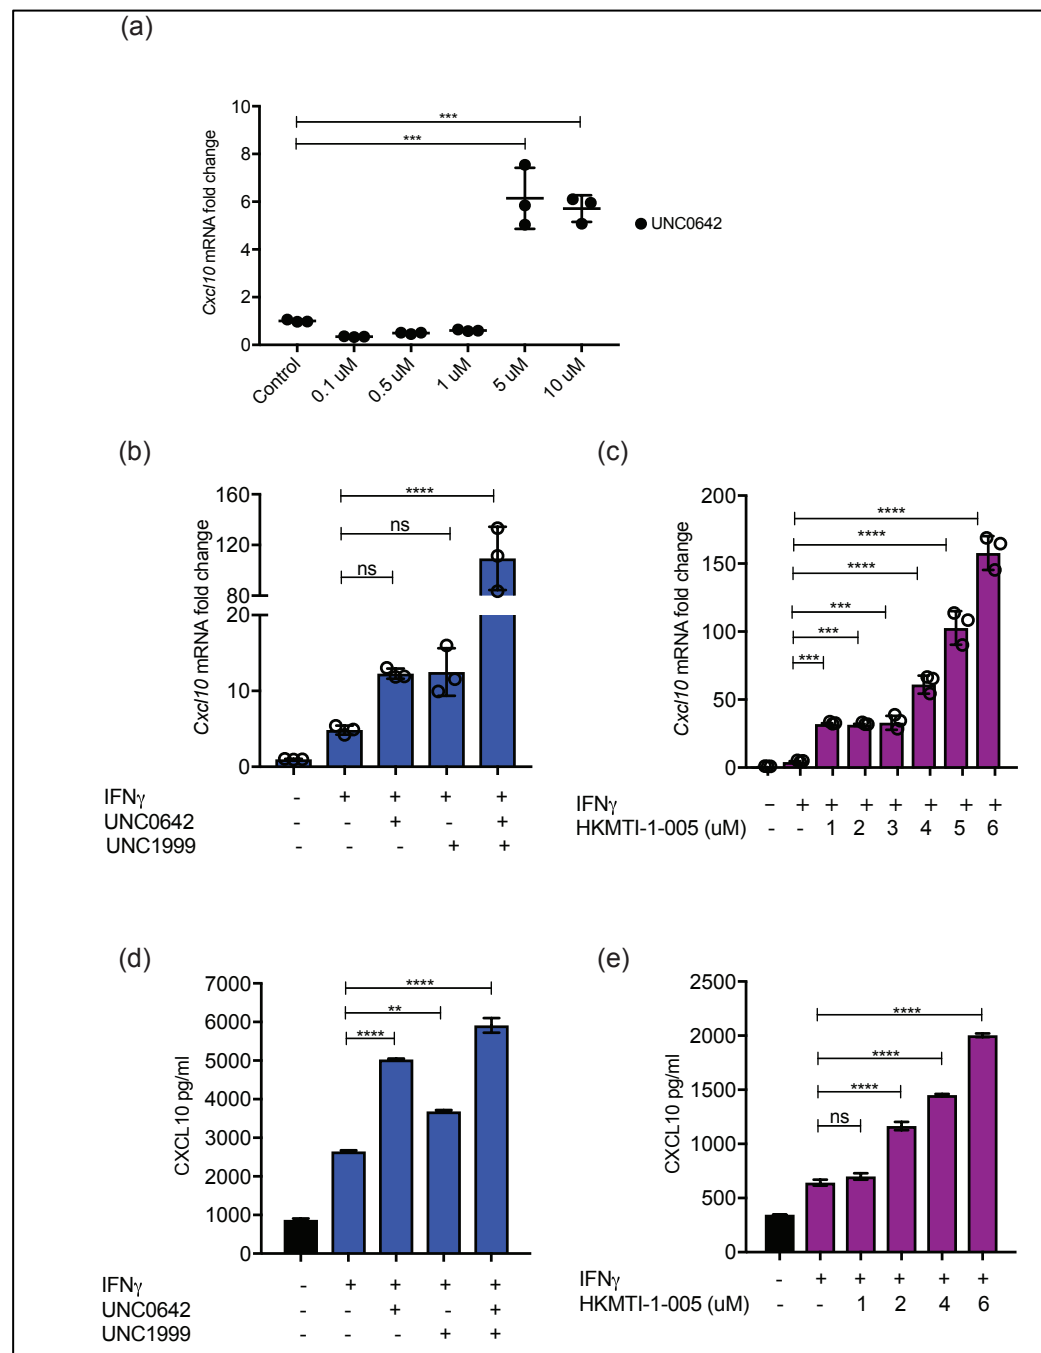 (a)
Cxcl10 mRNA fold change
10
8
6
4
2
0
***
***
UNC0642
Control
0.1 uM
0.5 uM
1 uM
5 uM
10 uM
(b)
Cxcl10 mRNA fold change
160
120
80
20
10
0
****
ns
ns
IFNγ - + + + +
UNC0642 - - + - +
UNC1999 - - - + +
(c)
Cxcl10 mRNA fold change
200
150
100
50
0
****
****
****
***
***
***
IFNγ – + + + + + + +
HKMTI-1-005 (uM) - - 1 2 3 4 5 6
(d)
CXCL10 pg/ml
7000
6000
5000
4000
3000
2000
1000
0
****
**
****
IFNγ - + + + +
UNC0642 - - + - +
UNC1999 - - - + +
(e)
CXCL10 pg/ml
2500
2000
1500
1000
500
0
****
****
****
ns
IFNγ - + + + + +
HKMTI-1-005 (uM) - - 1 2 4 6